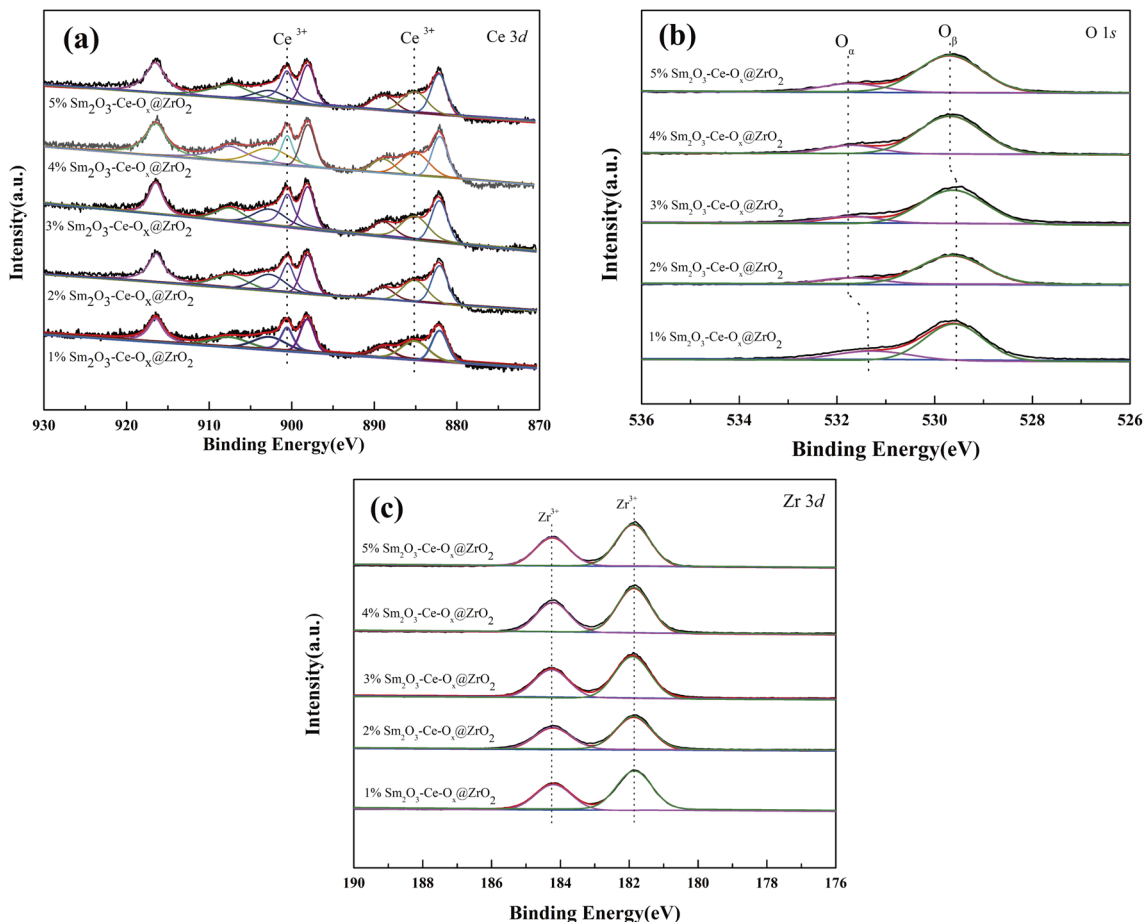 (a)
Ce 3+
Ce 3+
Ce 3d
5% Sm2O3-Ce-Ox@ZrO2
4% Sm2O3-Ce-Ox@ZrO2
3% Sm2O3-Ce-Ox@ZrO2
2% Sm2O3-Ce-Ox@ZrO2
1% Sm2O3-Ce-Ox@ZrO2
Intensity(a.u.)
930 920 910 900 890 880 870
Binding Energy(eV)
(b)
Oα
Oβ
O 1s
5% Sm2O3-Ce-Ox@ZrO2
4% Sm2O3-Ce-Ox@ZrO2
3% Sm2O3-Ce-Ox@ZrO2
2% Sm2O3-Ce-Ox@ZrO2
1% Sm2O3-Ce-Ox@ZrO2
Intensity(a.u.)
536 534 532 530 528 526
Binding Energy(eV)
(c)
Zr3+
Zr3+
Zr 3d
5% Sm2O3-Ce-Ox@ZrO2
4% Sm2O3-Ce-Ox@ZrO2
3% Sm2O3-Ce-Ox@ZrO2
2% Sm2O3-Ce-Ox@ZrO2
1% Sm2O3-Ce-Ox@ZrO2
Intensity(a.u.)
190 188 186 184 182 180 178 176
Binding Energy(eV)